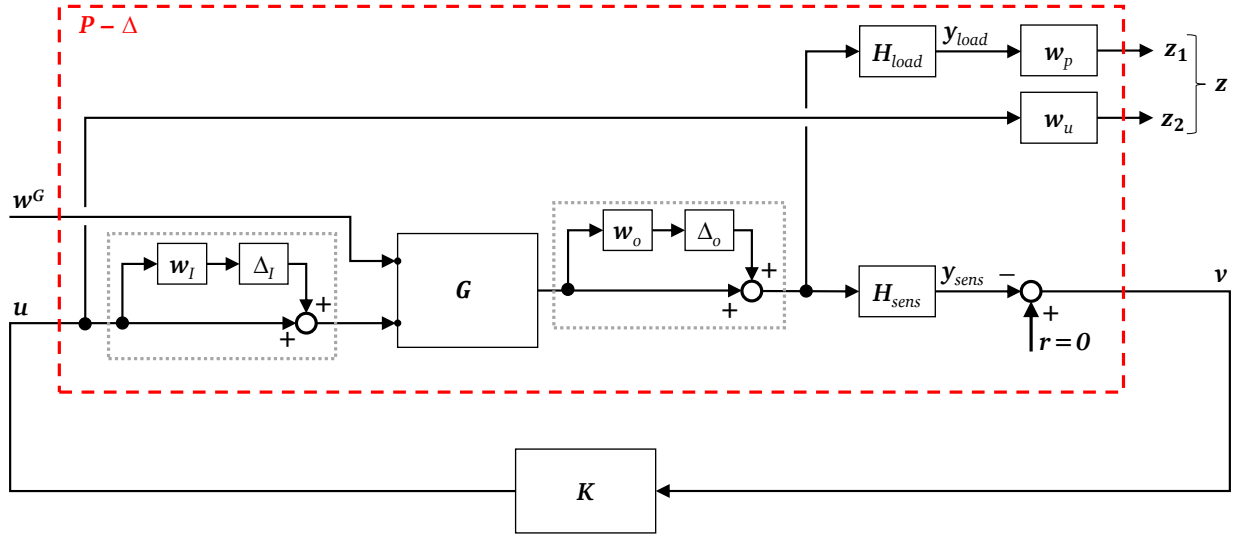 P − Δ
H_load
y_load
w_p
z_1
z
w_u
z_2
w^G
w_I
Δ_I
+
+
u
G
w_o
Δ_o
+
+
H_sens
y_sens
−
+
r = 0
v
K